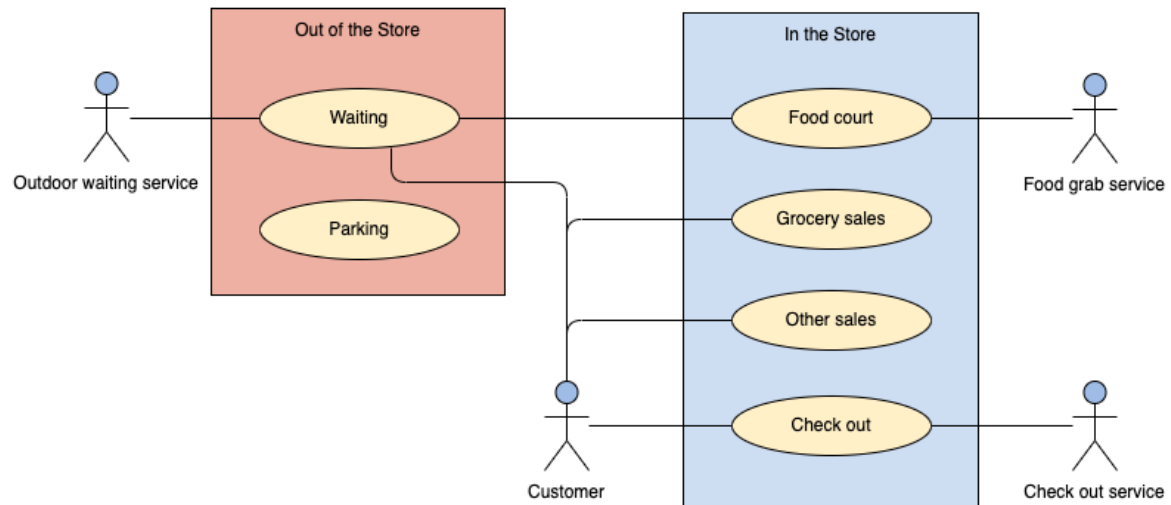 Out of the Store
In the Store
Waiting
Food court
Outdoor waiting service
Food grab service
Parking
Grocery sales
Other sales
Check out
Customer
Check out service